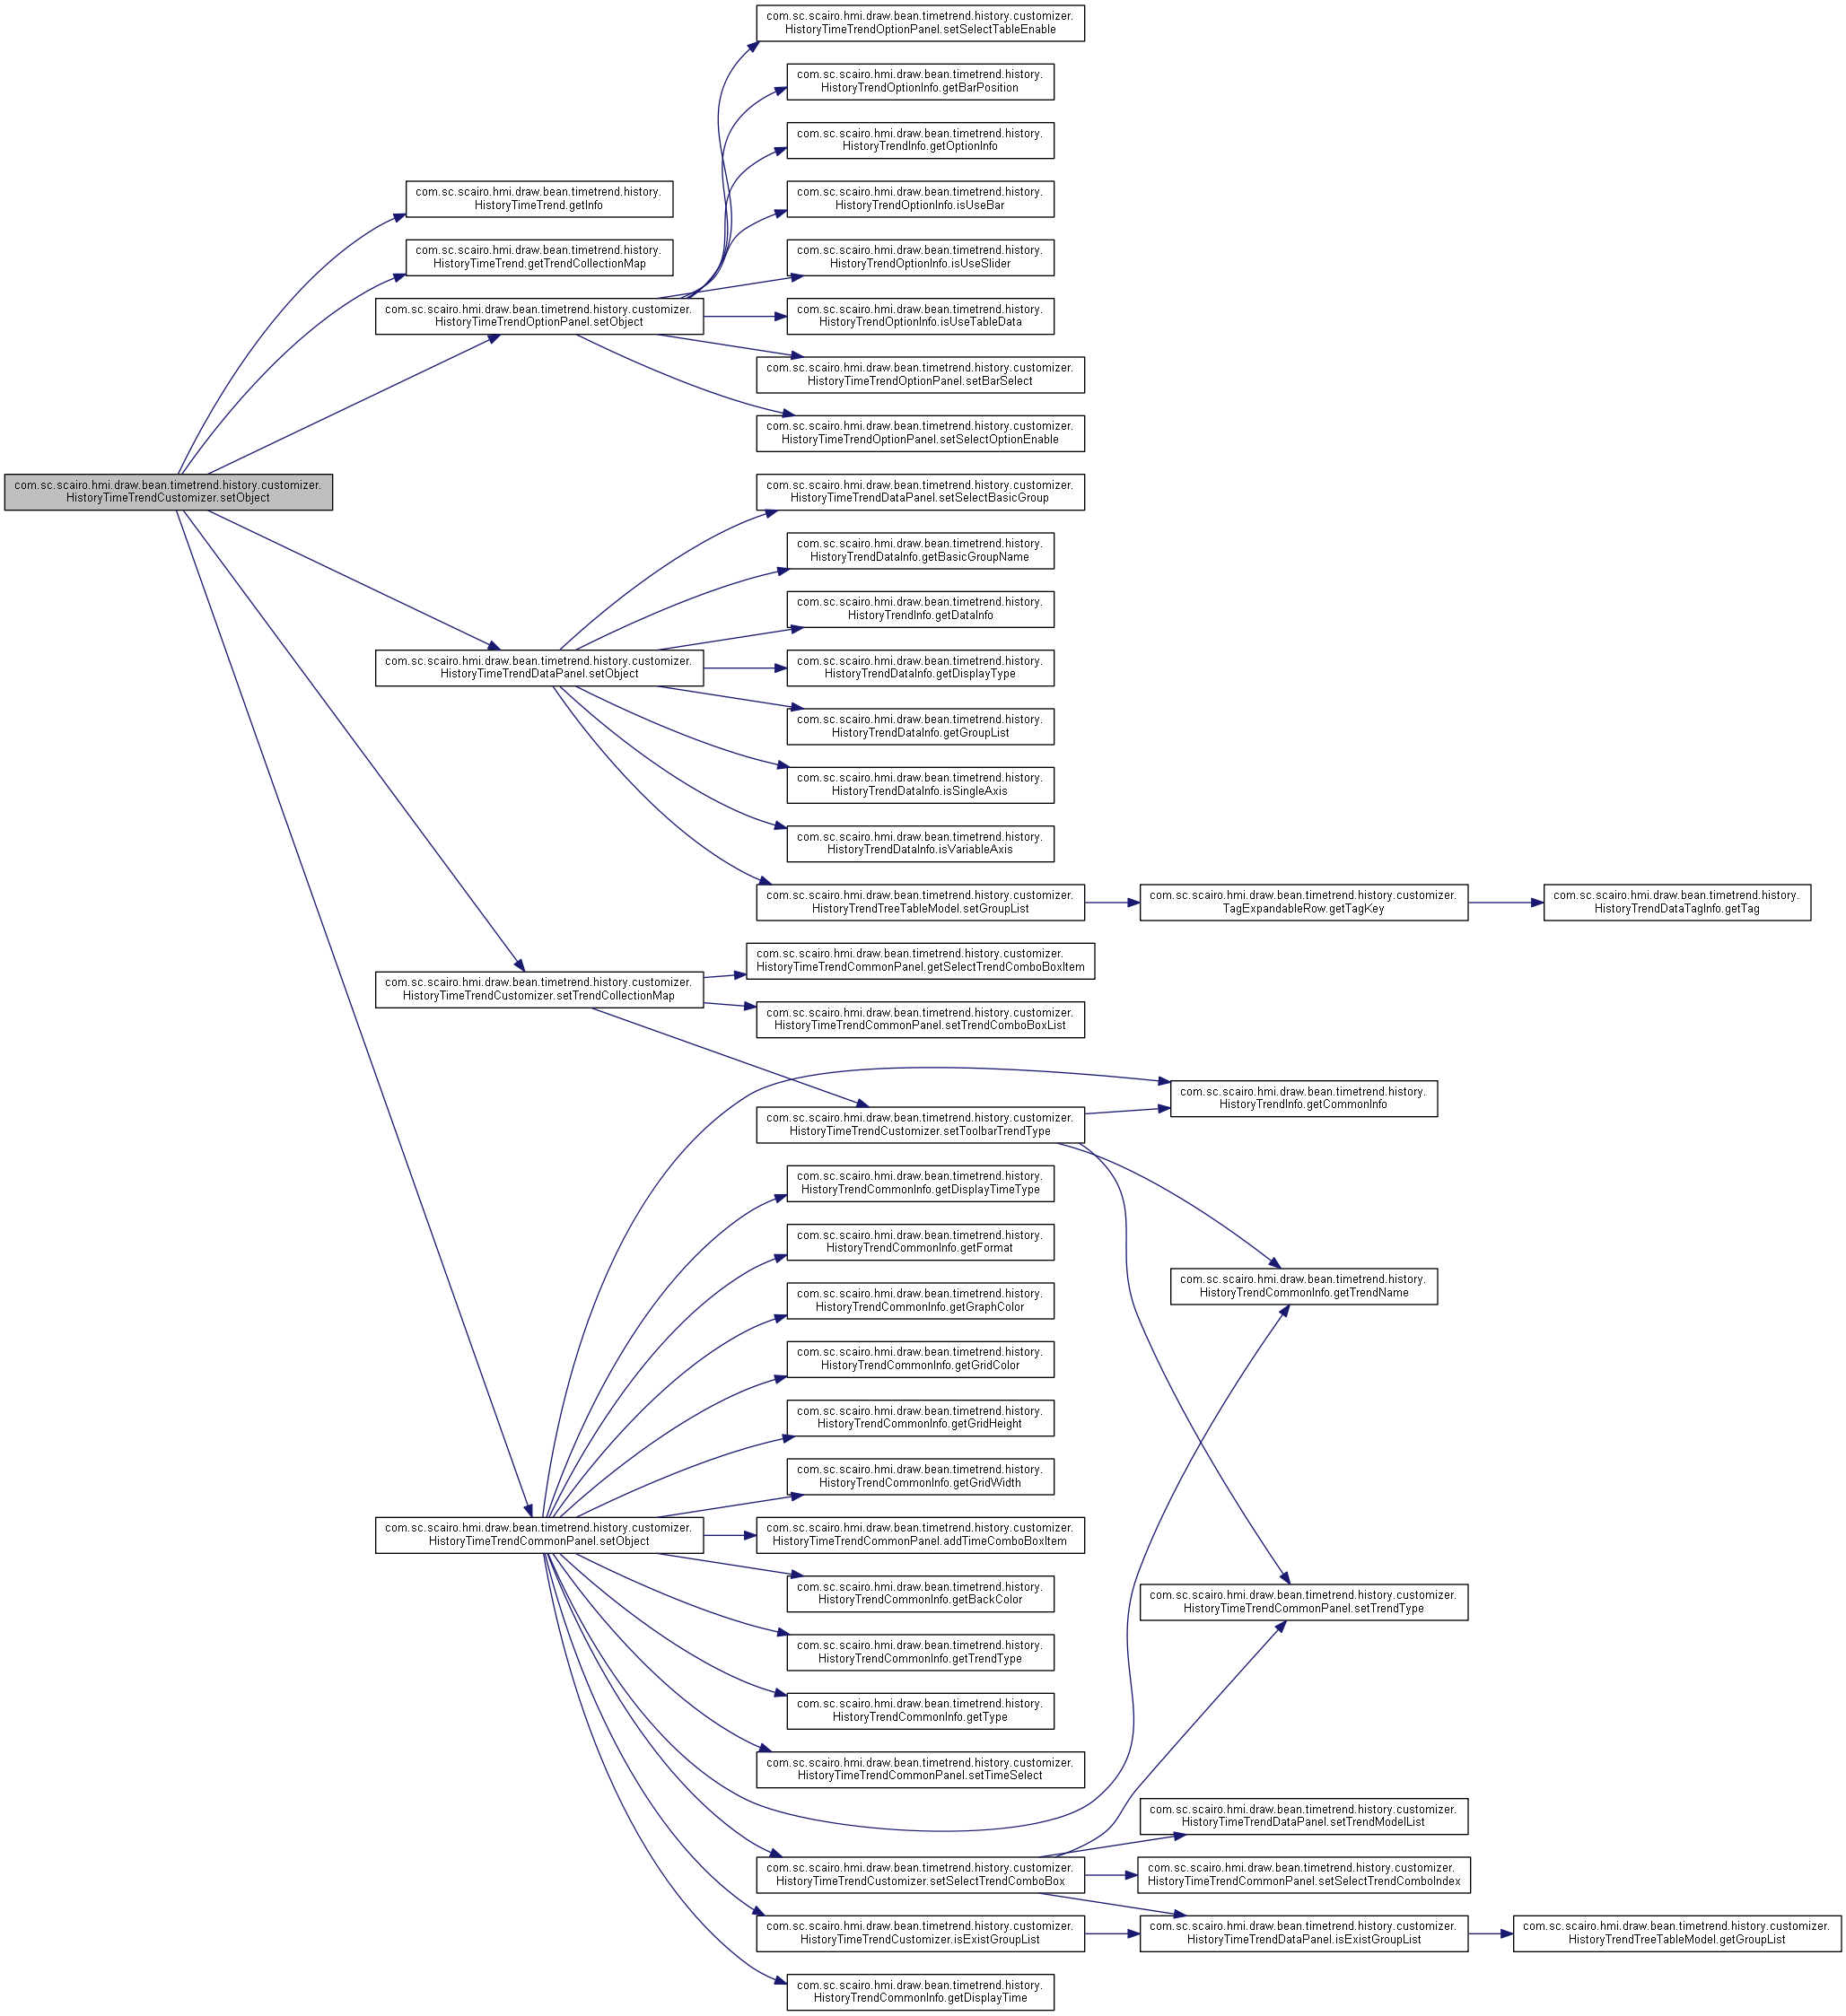 com.sc.scairo.hmi.draw.bean.timetrend.history.customizer.
HistoryTimeTrendCustomizer.setObject
com.sc.scairo.hmi.draw.bean.timetrend.history.
HistoryTimeTrend.getInfo
com.sc.scairo.hmi.draw.bean.timetrend.history.
HistoryTimeTrend.getTrendCollectionMap
com.sc.scairo.hmi.draw.bean.timetrend.history.customizer.
HistoryTimeTrendOptionPanel.setObject
com.sc.scairo.hmi.draw.bean.timetrend.history.customizer.
HistoryTimeTrendOptionPanel.setSelectTableEnable
com.sc.scairo.hmi.draw.bean.timetrend.history.
HistoryTrendOptionInfo.getBarPosition
com.sc.scairo.hmi.draw.bean.timetrend.history.
HistoryTrendInfo.getOptionInfo
com.sc.scairo.hmi.draw.bean.timetrend.history.
HistoryTrendOptionInfo.isUseBar
com.sc.scairo.hmi.draw.bean.timetrend.history.
HistoryTrendOptionInfo.isUseSlider
com.sc.scairo.hmi.draw.bean.timetrend.history.
HistoryTrendOptionInfo.isUseTableData
com.sc.scairo.hmi.draw.bean.timetrend.history.customizer.
HistoryTimeTrendOptionPanel.setBarSelect
com.sc.scairo.hmi.draw.bean.timetrend.history.customizer.
HistoryTimeTrendOptionPanel.setSelectOptionEnable
com.sc.scairo.hmi.draw.bean.timetrend.history.customizer.
HistoryTimeTrendDataPanel.setObject
com.sc.scairo.hmi.draw.bean.timetrend.history.customizer.
HistoryTimeTrendDataPanel.setSelectBasicGroup
com.sc.scairo.hmi.draw.bean.timetrend.history.
HistoryTrendDataInfo.getBasicGroupName
com.sc.scairo.hmi.draw.bean.timetrend.history.
HistoryTrendInfo.getDataInfo
com.sc.scairo.hmi.draw.bean.timetrend.history.
HistoryTrendDataInfo.getDisplayType
com.sc.scairo.hmi.draw.bean.timetrend.history.
HistoryTrendDataInfo.getGroupList
com.sc.scairo.hmi.draw.bean.timetrend.history.
HistoryTrendDataInfo.isSingleAxis
com.sc.scairo.hmi.draw.bean.timetrend.history.
HistoryTrendDataInfo.isVariableAxis
com.sc.scairo.hmi.draw.bean.timetrend.history.customizer.
HistoryTrendTreeTableModel.setGroupList
com.sc.scairo.hmi.draw.bean.timetrend.history.customizer.
TagExpandableRow.getTagKey
com.sc.scairo.hmi.draw.bean.timetrend.history.
HistoryTrendDataTagInfo.getTag
com.sc.scairo.hmi.draw.bean.timetrend.history.customizer.
HistoryTimeTrendCustomizer.setTrendCollectionMap
com.sc.scairo.hmi.draw.bean.timetrend.history.customizer.
HistoryTimeTrendCommonPanel.getSelectTrendComboBoxItem
com.sc.scairo.hmi.draw.bean.timetrend.history.customizer.
HistoryTimeTrendCommonPanel.setTrendComboBoxList
com.sc.scairo.hmi.draw.bean.timetrend.history.customizer.
HistoryTimeTrendCustomizer.setToolbarTrendType
com.sc.scairo.hmi.draw.bean.timetrend.history.
HistoryTrendInfo.getCommonInfo
com.sc.scairo.hmi.draw.bean.timetrend.history.
HistoryTrendCommonInfo.getTrendName
com.sc.scairo.hmi.draw.bean.timetrend.history.customizer.
HistoryTimeTrendCommonPanel.setTrendType
com.sc.scairo.hmi.draw.bean.timetrend.history.customizer.
HistoryTimeTrendCommonPanel.setObject
com.sc.scairo.hmi.draw.bean.timetrend.history.
HistoryTrendCommonInfo.getDisplayTimeType
com.sc.scairo.hmi.draw.bean.timetrend.history.
HistoryTrendCommonInfo.getFormat
com.sc.scairo.hmi.draw.bean.timetrend.history.
HistoryTrendCommonInfo.getGraphColor
com.sc.scairo.hmi.draw.bean.timetrend.history.
HistoryTrendCommonInfo.getGridColor
com.sc.scairo.hmi.draw.bean.timetrend.history.
HistoryTrendCommonInfo.getGridHeight
com.sc.scairo.hmi.draw.bean.timetrend.history.
HistoryTrendCommonInfo.getGridWidth
com.sc.scairo.hmi.draw.bean.timetrend.history.customizer.
HistoryTimeTrendCommonPanel.addTimeComboBoxItem
com.sc.scairo.hmi.draw.bean.timetrend.history.
HistoryTrendCommonInfo.getBackColor
com.sc.scairo.hmi.draw.bean.timetrend.history.
HistoryTrendCommonInfo.getTrendType
com.sc.scairo.hmi.draw.bean.timetrend.history.
HistoryTrendCommonInfo.getType
com.sc.scairo.hmi.draw.bean.timetrend.history.customizer.
HistoryTimeTrendCommonPanel.setTimeSelect
com.sc.scairo.hmi.draw.bean.timetrend.history.customizer.
HistoryTimeTrendCustomizer.setSelectTrendComboBox
com.sc.scairo.hmi.draw.bean.timetrend.history.customizer.
HistoryTimeTrendDataPanel.setTrendModelList
com.sc.scairo.hmi.draw.bean.timetrend.history.customizer.
HistoryTimeTrendCommonPanel.setSelectTrendComboIndex
com.sc.scairo.hmi.draw.bean.timetrend.history.customizer.
HistoryTimeTrendCustomizer.isExistGroupList
com.sc.scairo.hmi.draw.bean.timetrend.history.customizer.
HistoryTimeTrendDataPanel.isExistGroupList
com.sc.scairo.hmi.draw.bean.timetrend.history.customizer.
HistoryTrendTreeTableModel.getGroupList
com.sc.scairo.hmi.draw.bean.timetrend.history.
HistoryTrendCommonInfo.getDisplayTime